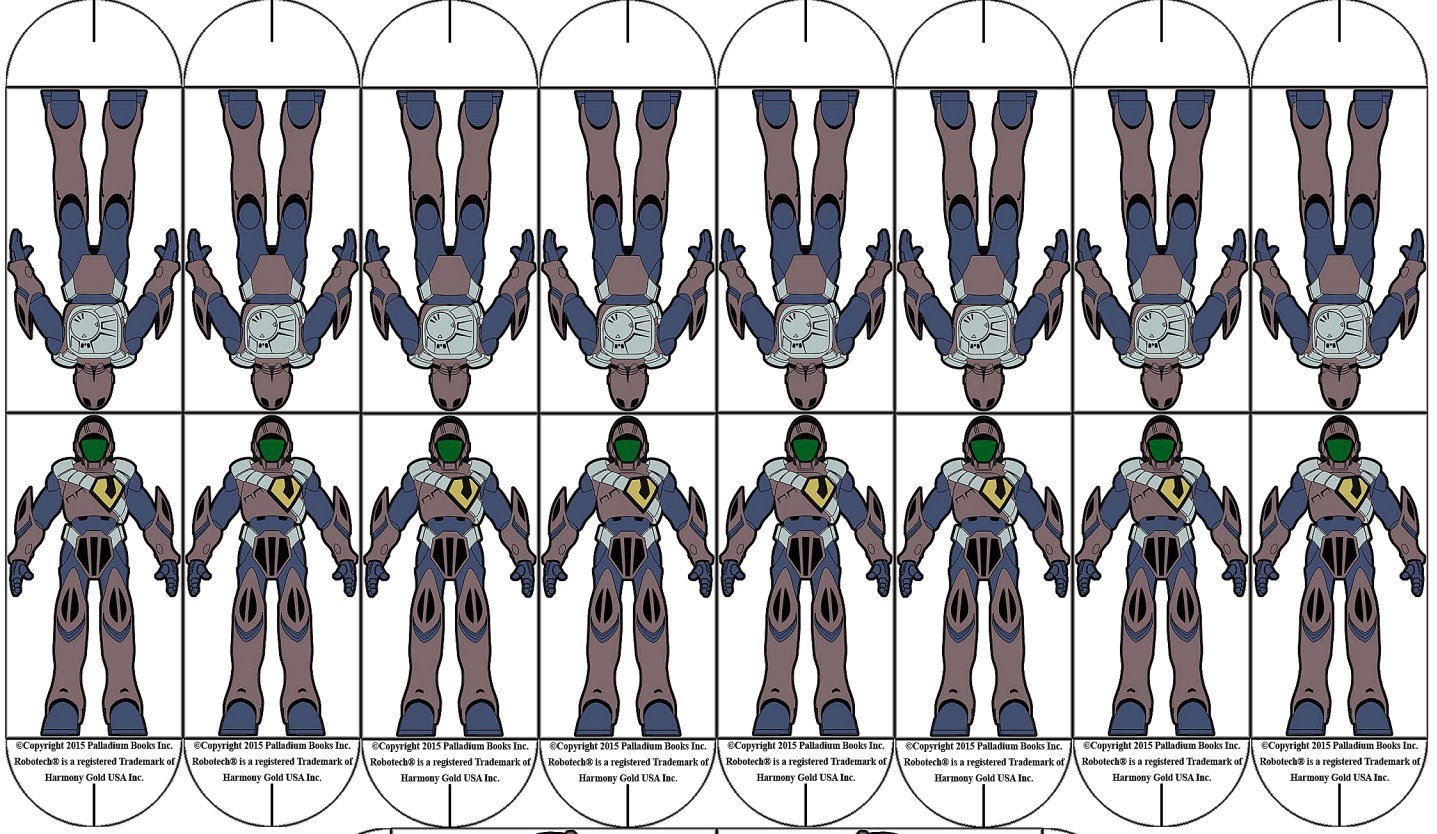 ©Copyright 2015 Palladium Books Inc.
Robotech® is a registered Trademark of
Harmony Gold USA Inc.
©Copyright 2015 Palladium Books Inc.
Robotech® is a registered Trademark of
Harmony Gold USA Inc.
©Copyright 2015 Palladium Books Inc.
Robotech® is a registered Trademark of
Harmony Gold USA Inc.
©Copyright 2015 Palladium Books Inc.
Robotech® is a registered Trademark of
Harmony Gold USA Inc.
©Copyright 2015 Palladium Books Inc.
Robotech® is a registered Trademark of
Harmony Gold USA Inc.
©Copyright 2015 Palladium Books Inc.
Robotech® is a registered Trademark of
Harmony Gold USA Inc.
©Copyright 2015 Palladium Books Inc.
Robotech® is a registered Trademark of
Harmony Gold USA Inc.
©Copyright 2015 Palladium Books Inc.
Robotech® is a registered Trademark of
Harmony Gold USA Inc.